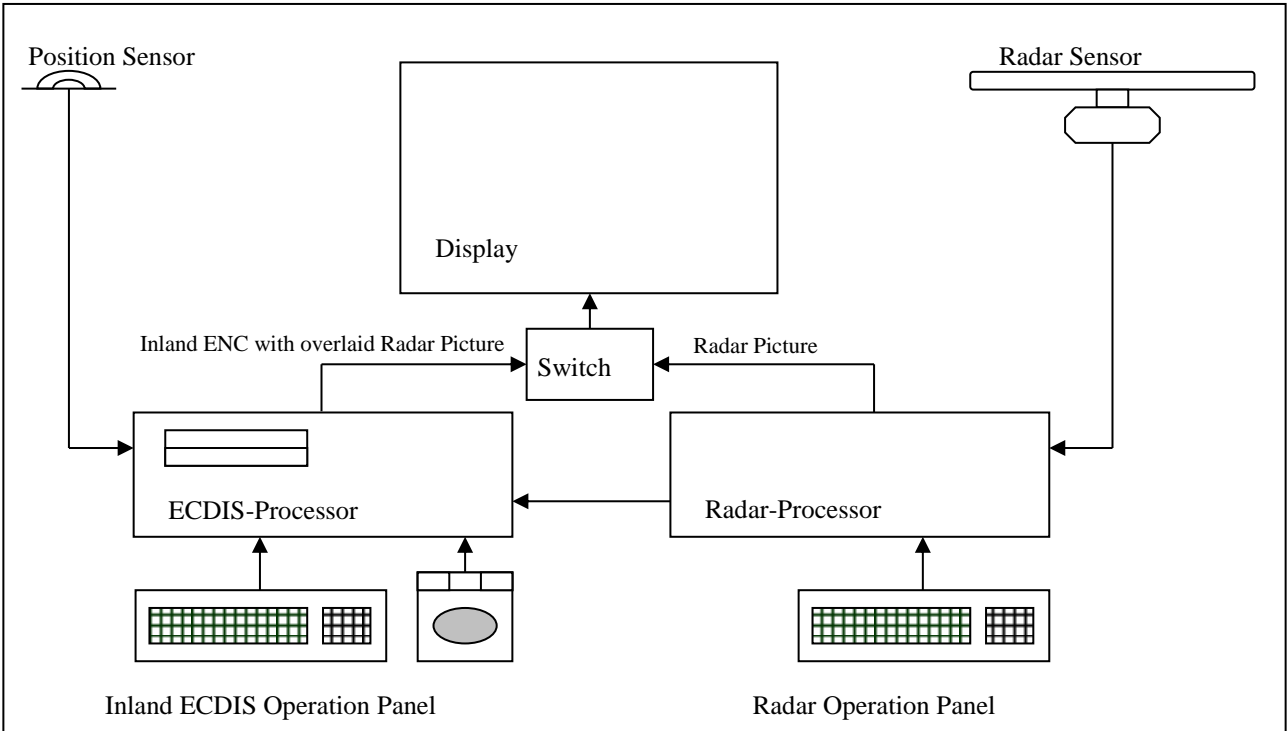 Position Sensor
Radar Sensor
Display
Inland ENC with overlaid Radar Picture
Switch
Radar Picture
ECDIS-Processor
Radar-Processor
Inland ECDIS Operation Panel
Radar Operation Panel